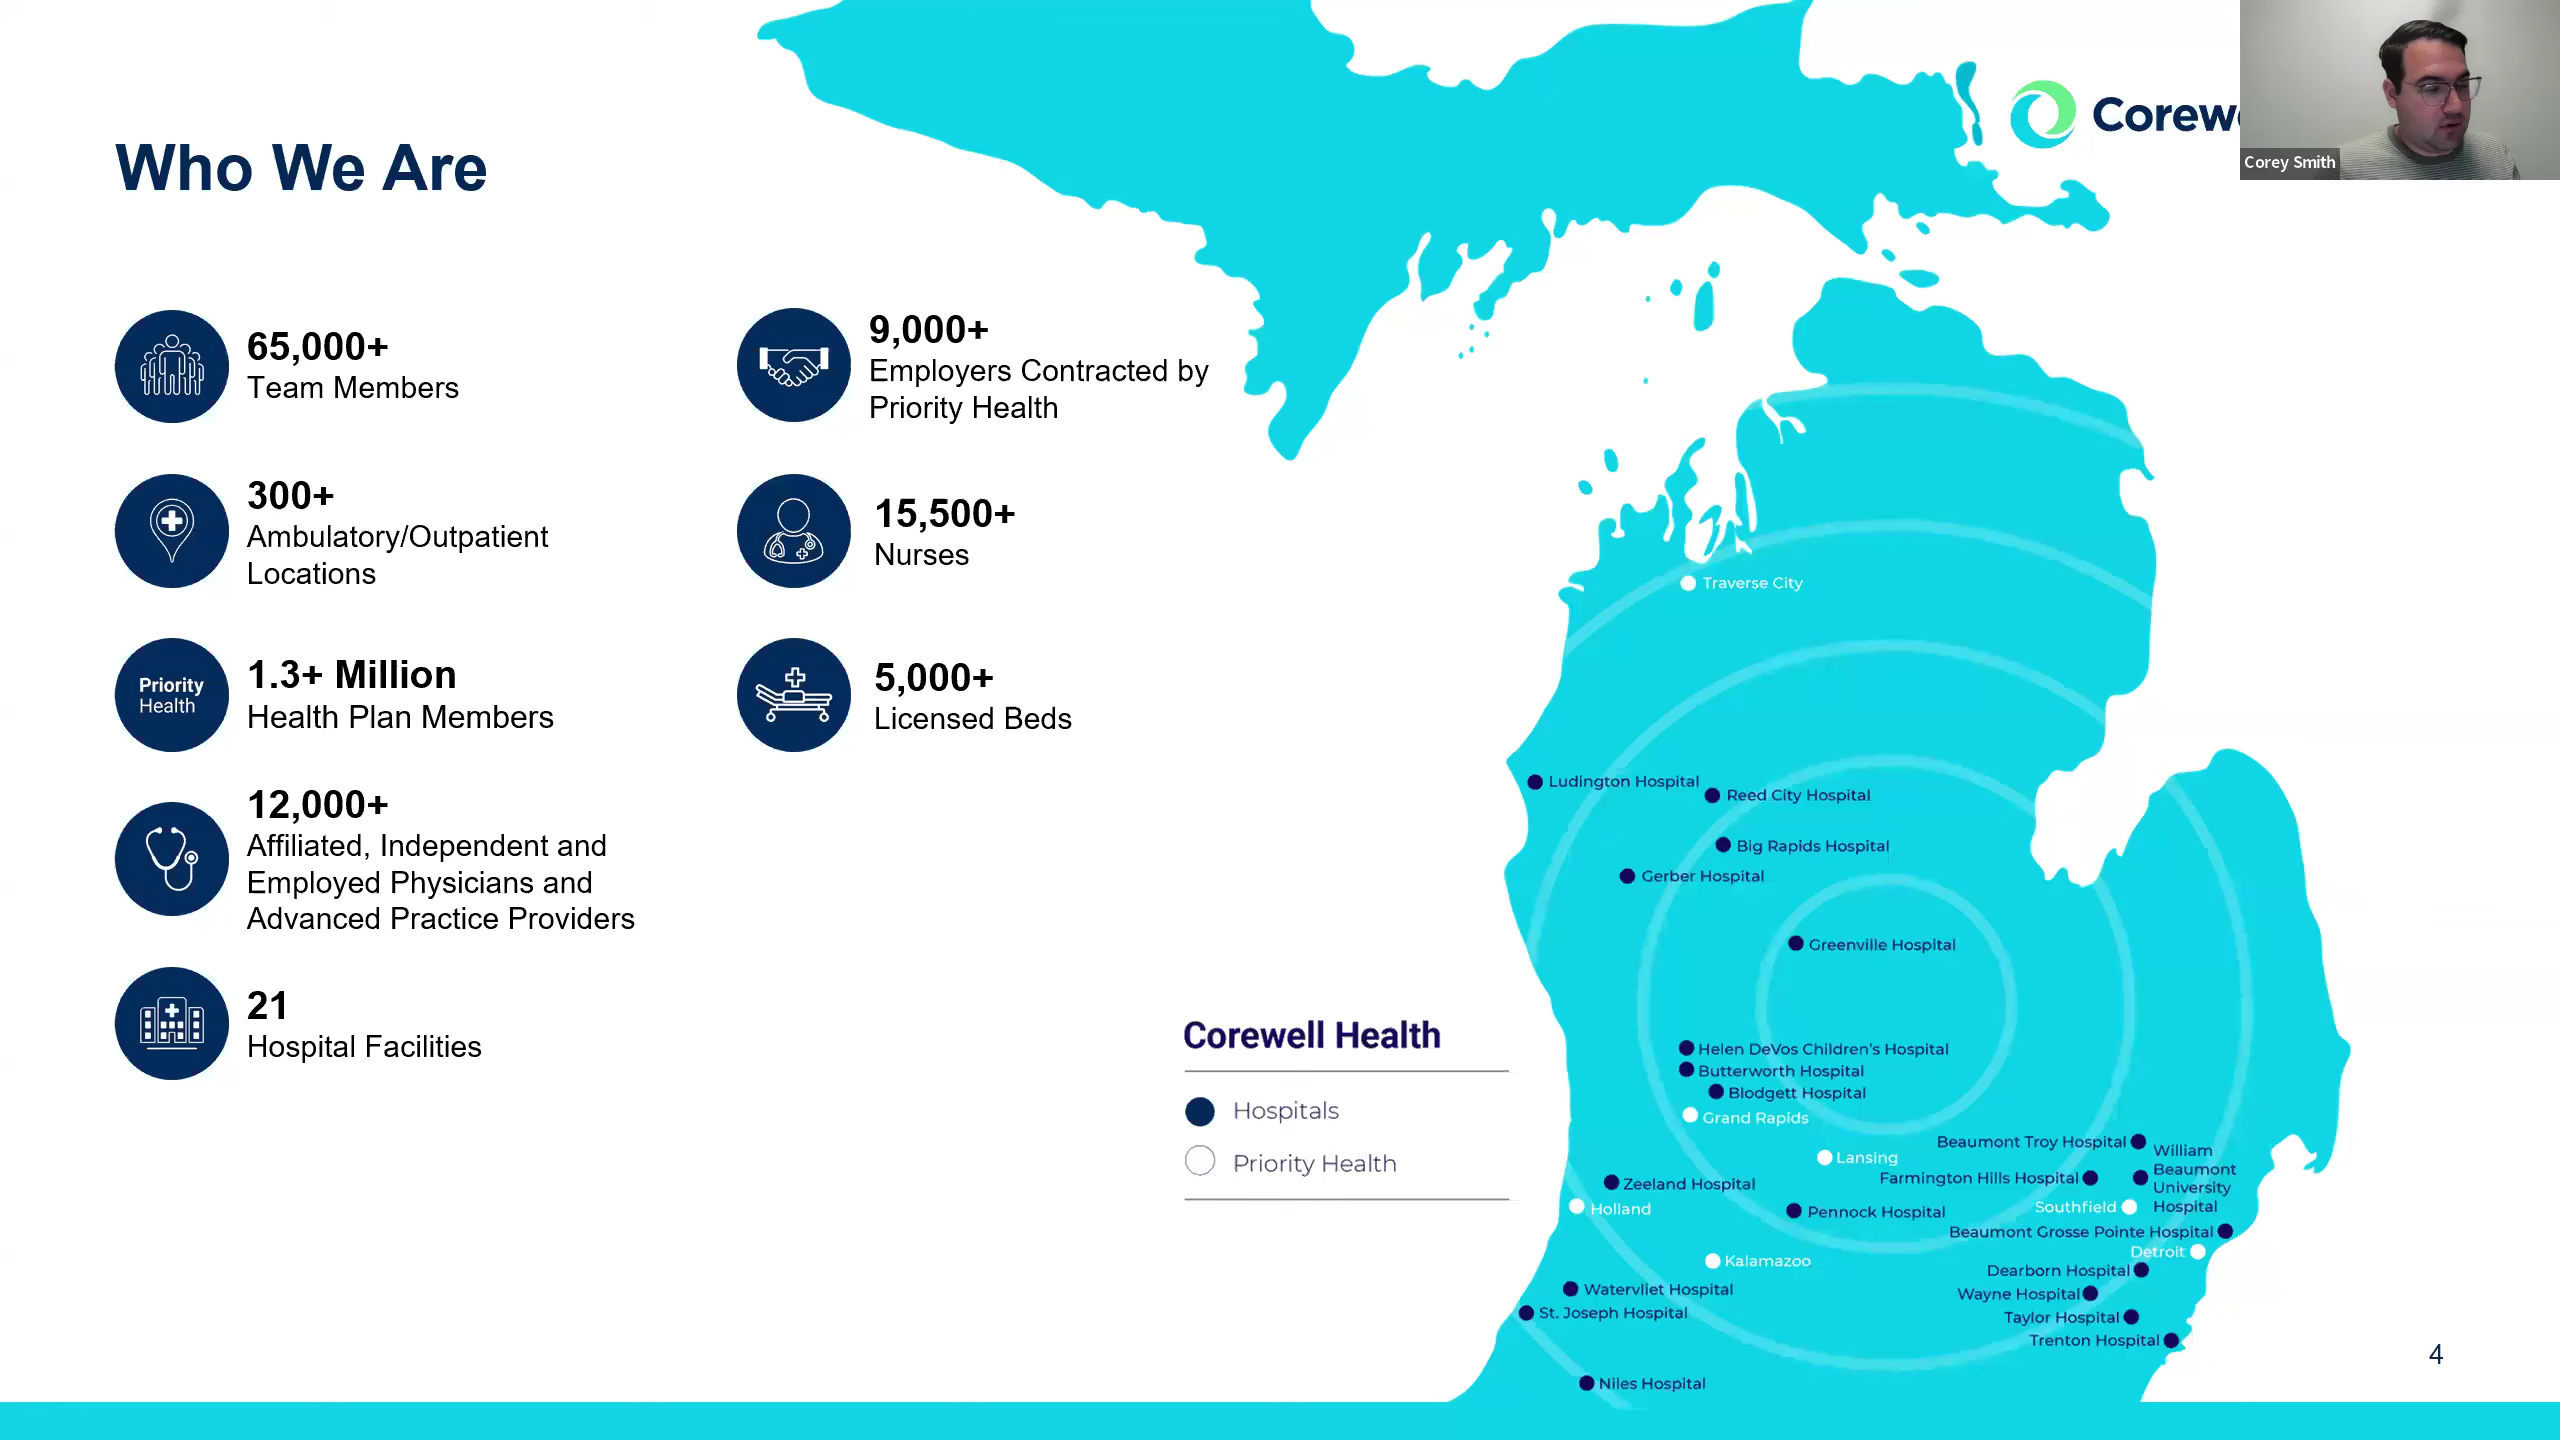 Corew
Corey Smith
Who We Are
65,000+
Team Members
300+
Ambulatory/Outpatient
Locations
Priority
Health
1.3+ Million
Health Plan Members
12,000+
Affiliated, Independent and
Employed Physicians and
Advanced Practice Providers
21
Hospital Facilities
9,000+
Employers Contracted by
Priority Health
15,500+
Nurses
5,000+
Licensed Beds
Corewell Health
Hospitals
Priority Health
Traverse City
Ludington Hospital
Reed City Hospital
Big Rapids Hospital
Gerber Hospital
Greenville Hospital
Helen DeVos Children's Hospital
Butterworth Hospital
Blodgett Hospital
Grand Rapids
Lansing
Zeeland Hospital
Holland
Pennock Hospital
Kalamazoo
Watervliet Hospital
St. Joseph Hospital
Niles Hospital
Beaumont Troy Hospital
William
Beaumont
University
Hospital
Farmington Hills Hospital
Southfield
Beaumont Grosse Pointe Hospital
Detroit
Dearborn Hospital
Wayne Hospital
Taylor Hospital
Trenton Hospital
4